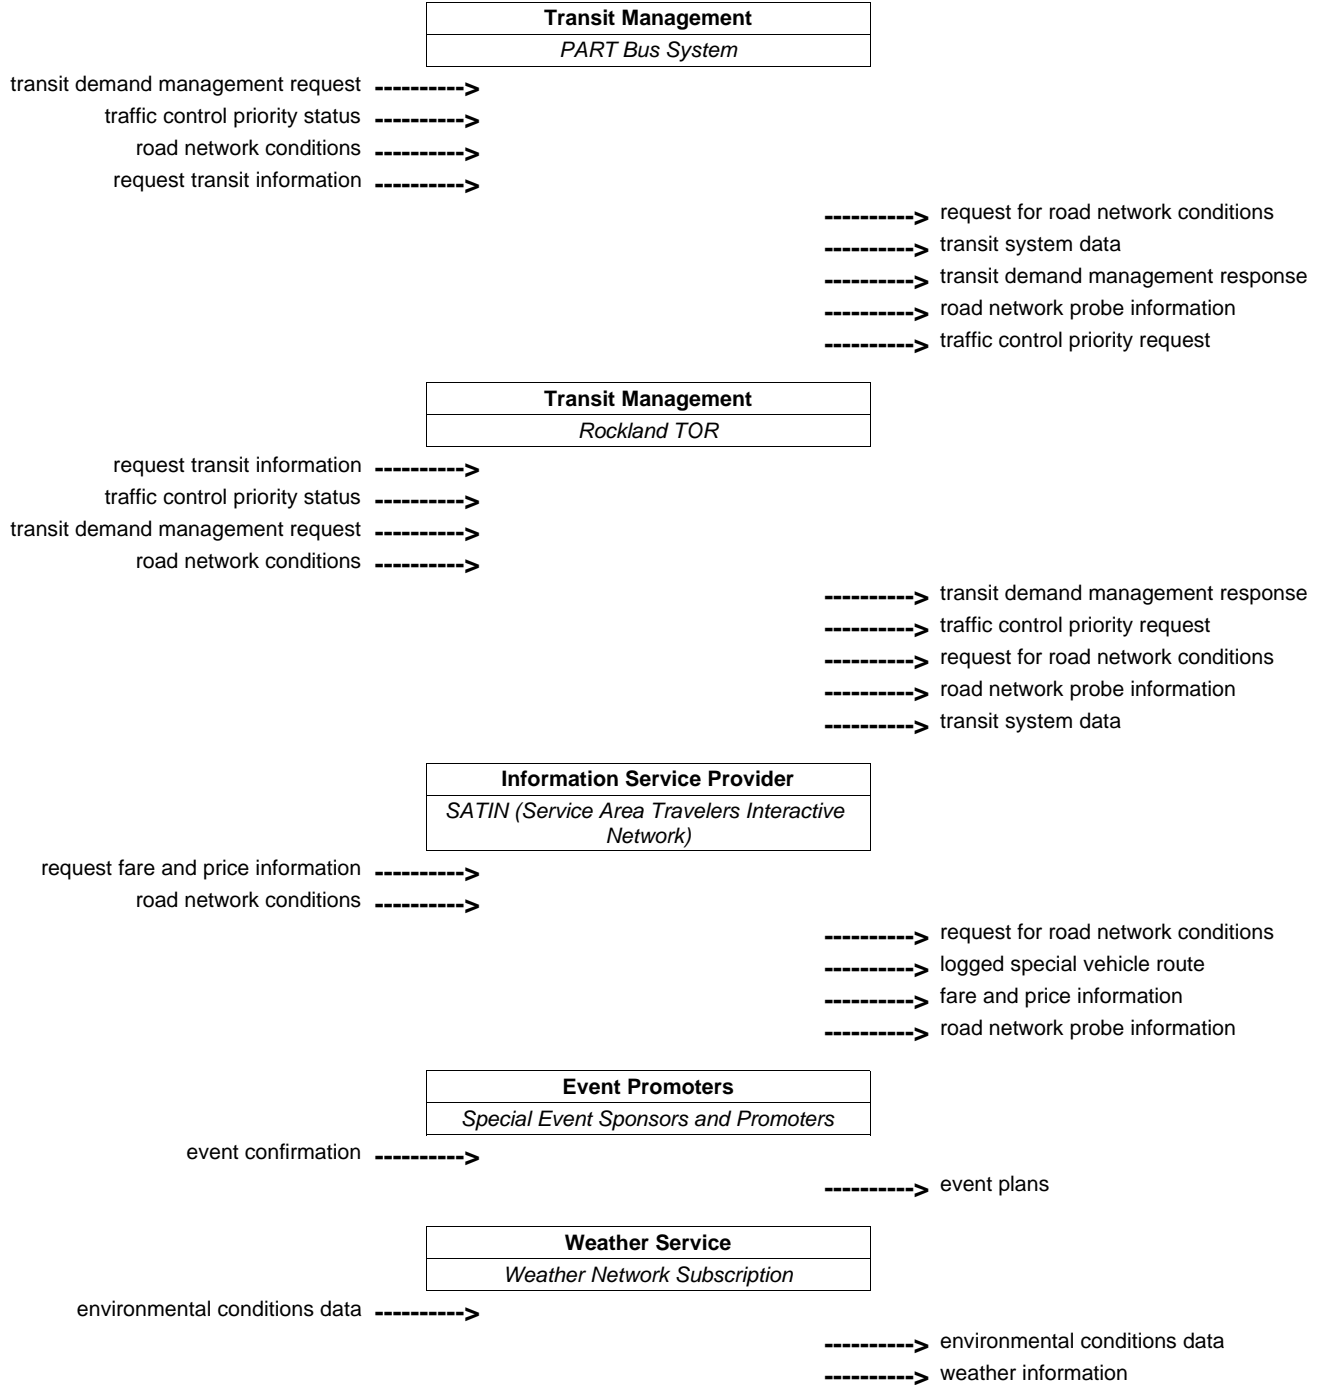 Transit Management
PART Bus System
transit demand management request ---------->
traffic control priority status ---------->
road network conditions ---------->
request transit information ---------->
----------> request for road network conditions
----------> transit system data
----------> transit demand management response
----------> road network probe information
----------> traffic control priority request
Transit Management
Rockland TOR
request transit information ---------->
traffic control priority status ---------->
transit demand management request ---------->
road network conditions ---------->
----------> transit demand management response
----------> traffic control priority request
----------> request for road network conditions
----------> road network probe information
----------> transit system data
Information Service Provider
SATIN (Service Area Travelers Interactive
Network)
request fare and price information ---------->
road network conditions ---------->
----------> request for road network conditions
----------> logged special vehicle route
----------> fare and price information
----------> road network probe information
Event Promoters
Special Event Sponsors and Promoters
event confirmation ---------->
----------> event plans
Weather Service
Weather Network Subscription
environmental conditions data ---------->
----------> environmental conditions data
----------> weather information